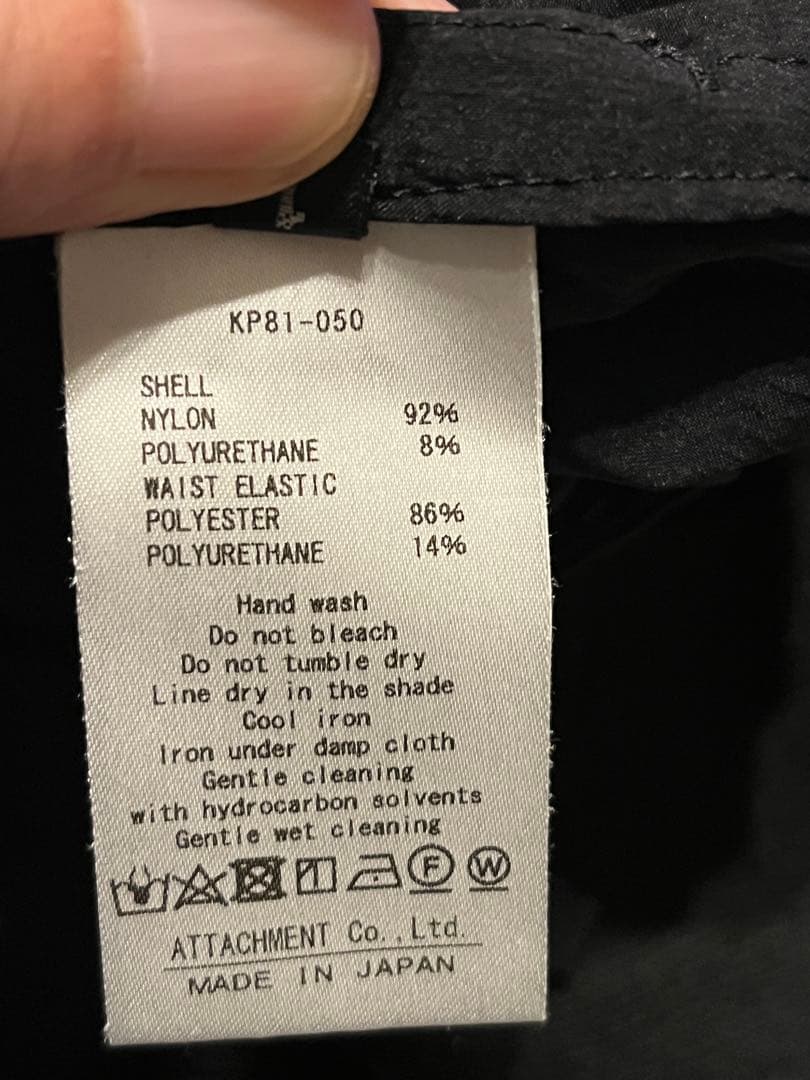 KP81-050
SHELL
NYLON 92%
POLYURETHANE 8%
WAIST ELASTIC
POLYESTER 86%
POLYURETHANE 14%
Hand wash
Do not bleach
Do not tumble dry
Line dry in the shade
Cool iron
Iron under damp cloth
Gentle cleaning
with hydrocarbon solvents
Gentle wet cleaning
F W
ATTACHMENT Co.,Ltd.
MADE IN JAPAN